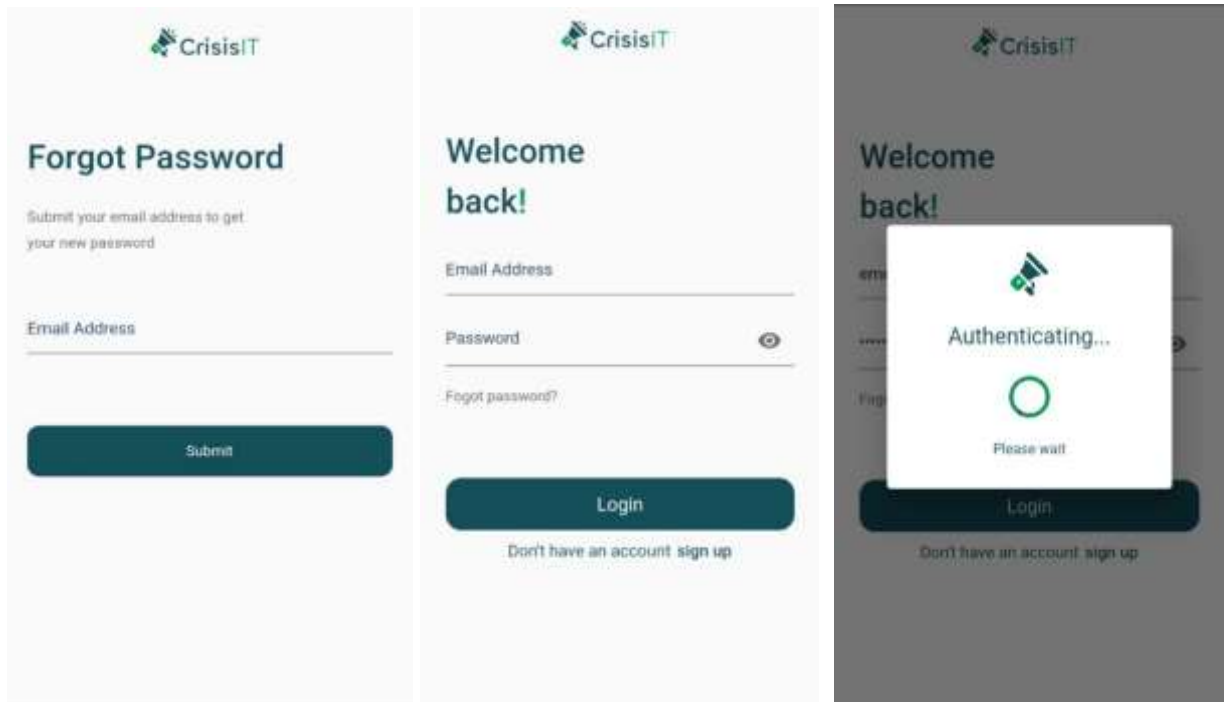 CrisisIT
Forgot Password
Submit your email address to get
your new password
Email Address
Submit
CrisisIT
Welcome
back!
Email Address
Password
Fogot password?
Login
Don't have an account sign up
CrisisIT
Welcome
back!
Authenticating...
Please wait
Login
Don't have an account sign up